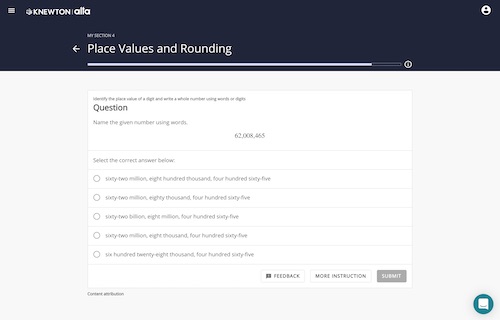 KNEWTON | alta
MY SECTION 4
Place Values and Rounding
Identify the place value of a digit and write a whole number using words or digits.
Question
Name the given number using words.
62,008,465
Select the correct answer below:
sixty-two million, eight hundred thousand, four hundred sixty-five
sixty-two million, eighty thousand, four hundred sixty-five
sixty-two billion, eight million, four hundred sixty-five
sixty-two million, eight thousand, four hundred sixty-five
six hundred twenty-eight thousand, four hundred sixty-five
FEEDBACK
MORE INSTRUCTION
SUBMIT
Content attribution